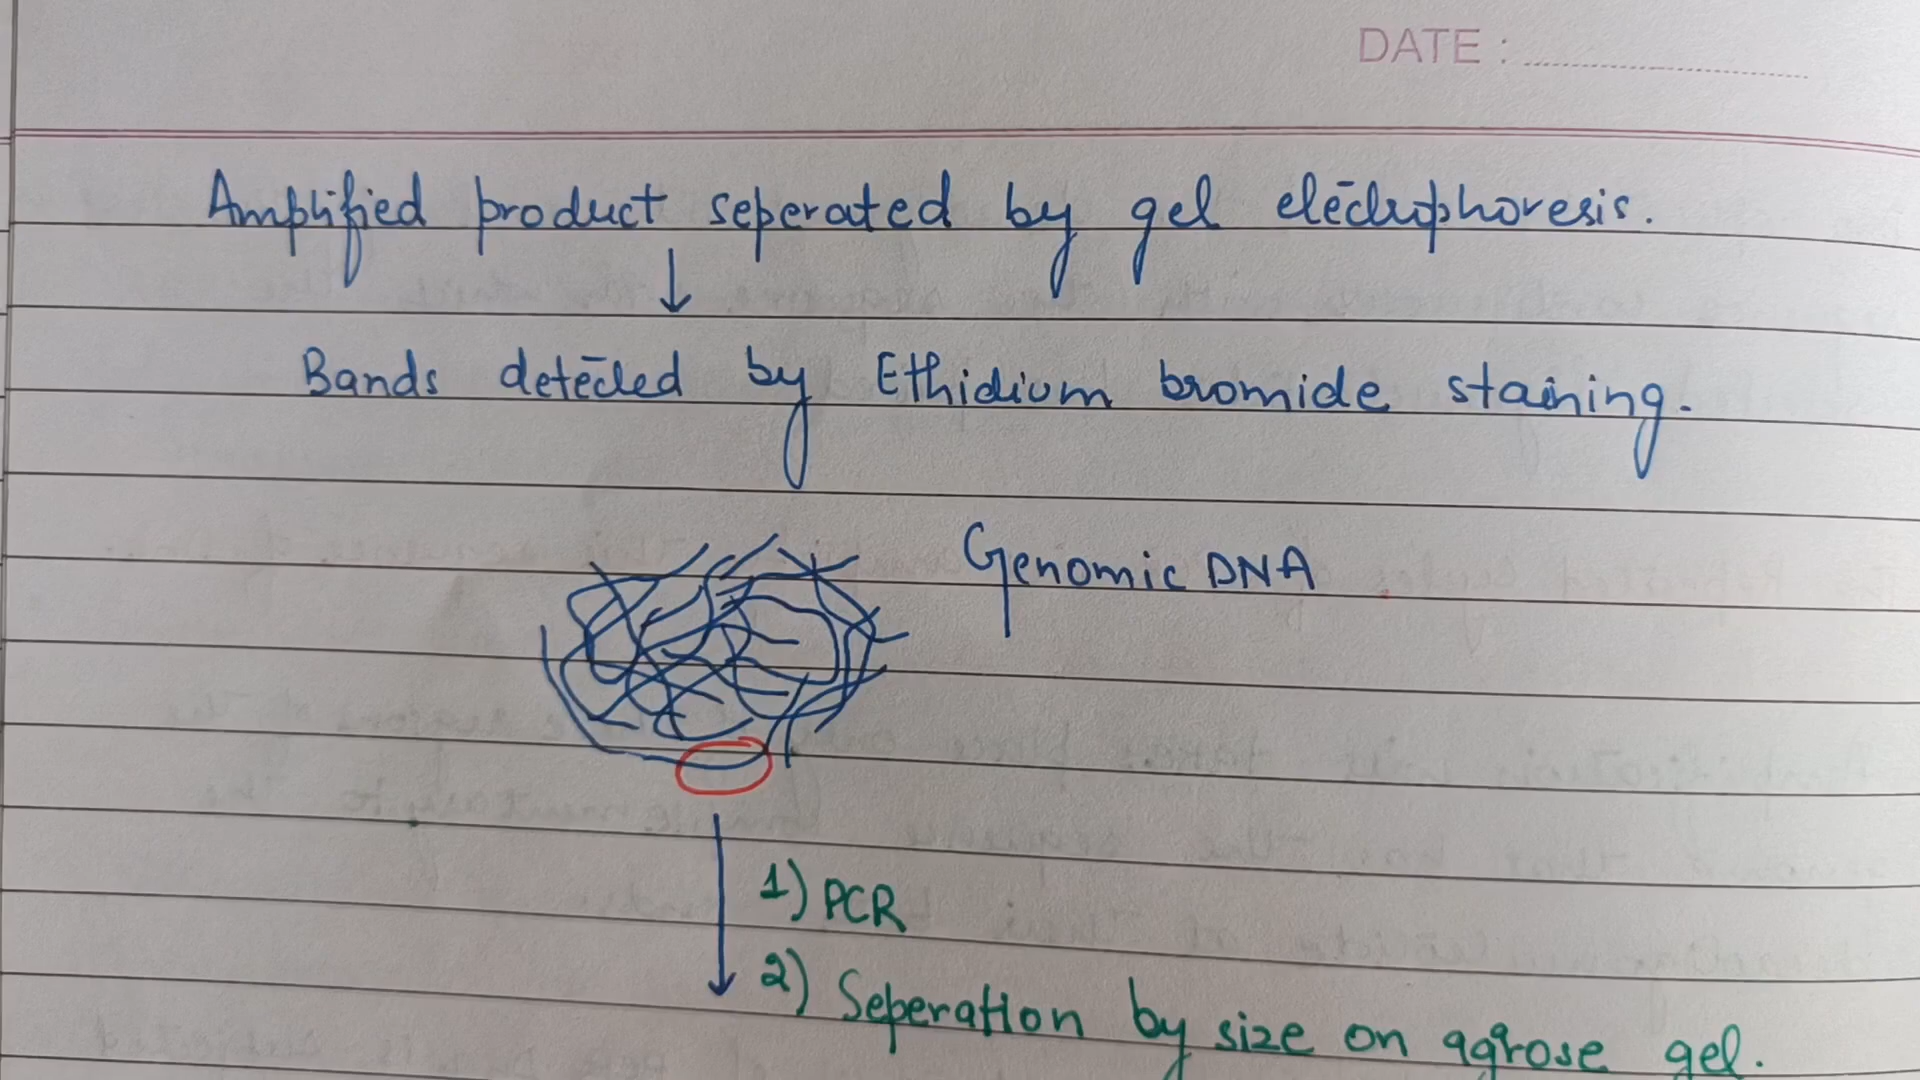 DATE :
Amplified product seperated by gel electrophoresis.
Bands detected by Ethidium bromide staining.
Genomic DNA
1) PCR
2) Seperation by size on agrose gel.